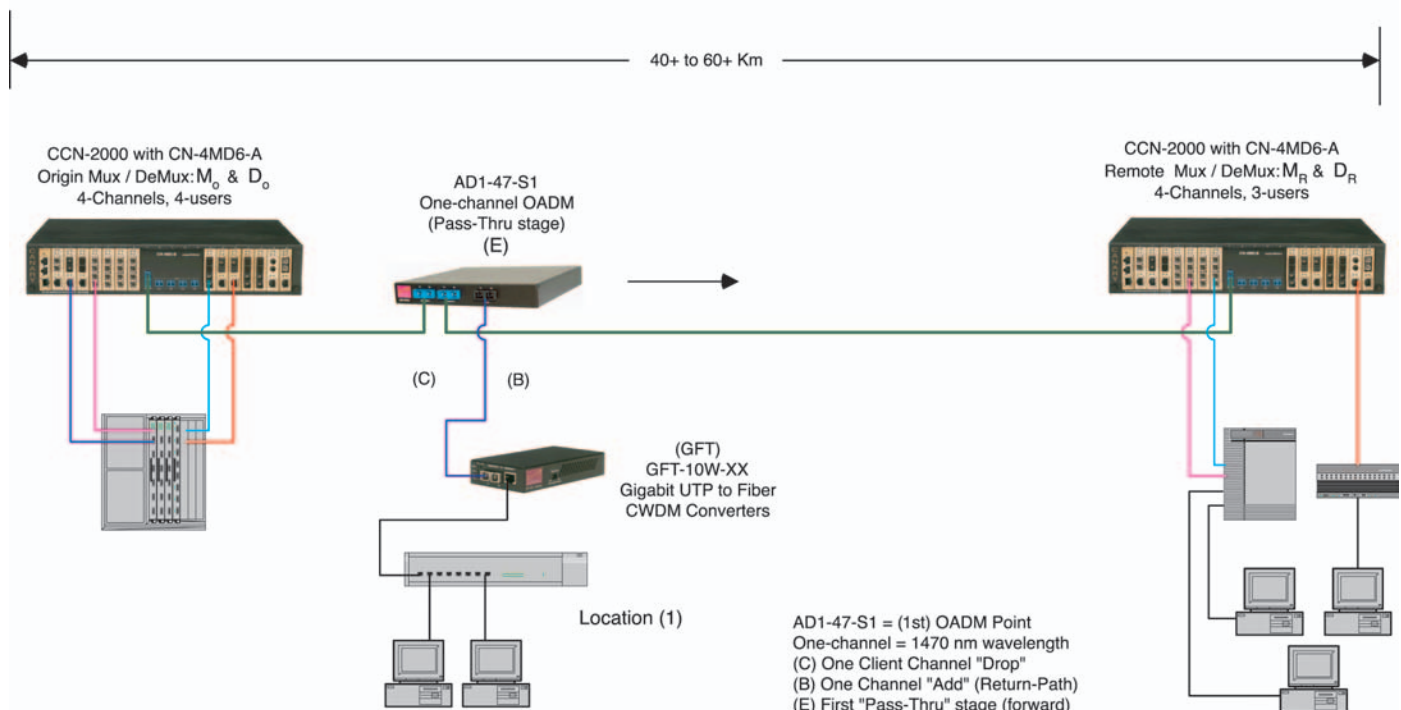 40+ to 60+ Km
CCN-2000 with CN-4MD6-A
Origin Mux / DeMux: Mo & Do
4-Channels, 4-users
AD1-47-S1
One-channel OADM
(Pass-Thru stage)
(E)
CCN-2000 with CN-4MD6-A
Remote Mux / DeMux: MR & DR
4-Channels, 3-users
(C)
(B)
(GFT)
GFT-10W-XX
Gigabit UTP to Fiber
CWDM Converters
Location (1)
AD1-47-S1 = (1st) OADM Point
One-channel = 1470 nm wavelength
(C) One Client Channel "Drop"
(B) One Channel "Add" (Return-Path)
(E) First "Pass-Thru" stage (forward)